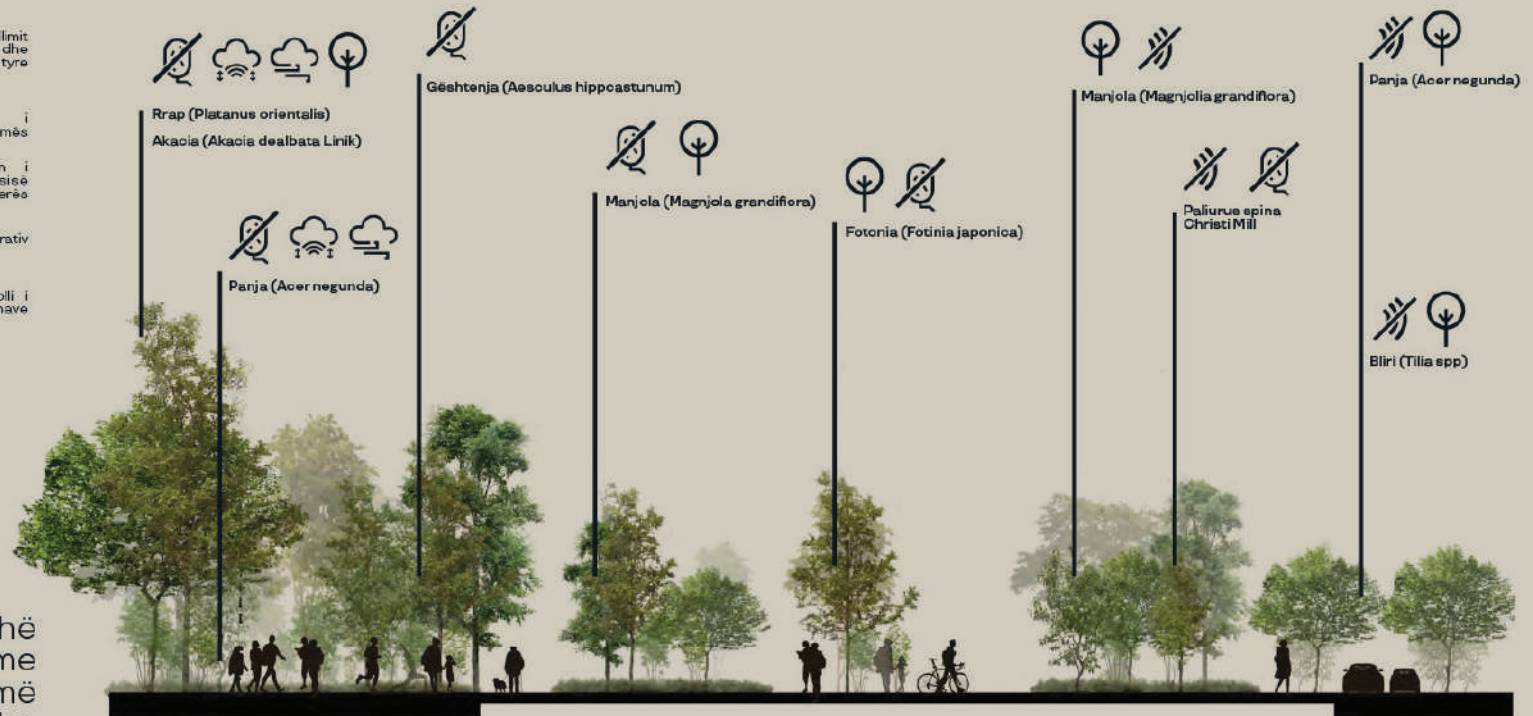 dhe
tyre
i
i
Rrap (Platanus orientalis)
Akacia (Akacia dealbata Linik)
Panja (Acer negunda)
Gështenja (Aesculus hippcastunum)
Manjola (Magnjola grandiflora)
Fotonia (Fotinia japonica)
Manjola (Magnjolia grandiflora)
Paliurus spina
Christi Mill
Panja (Acer negunda)
Bliri (Tilia spp)
hë
me
më